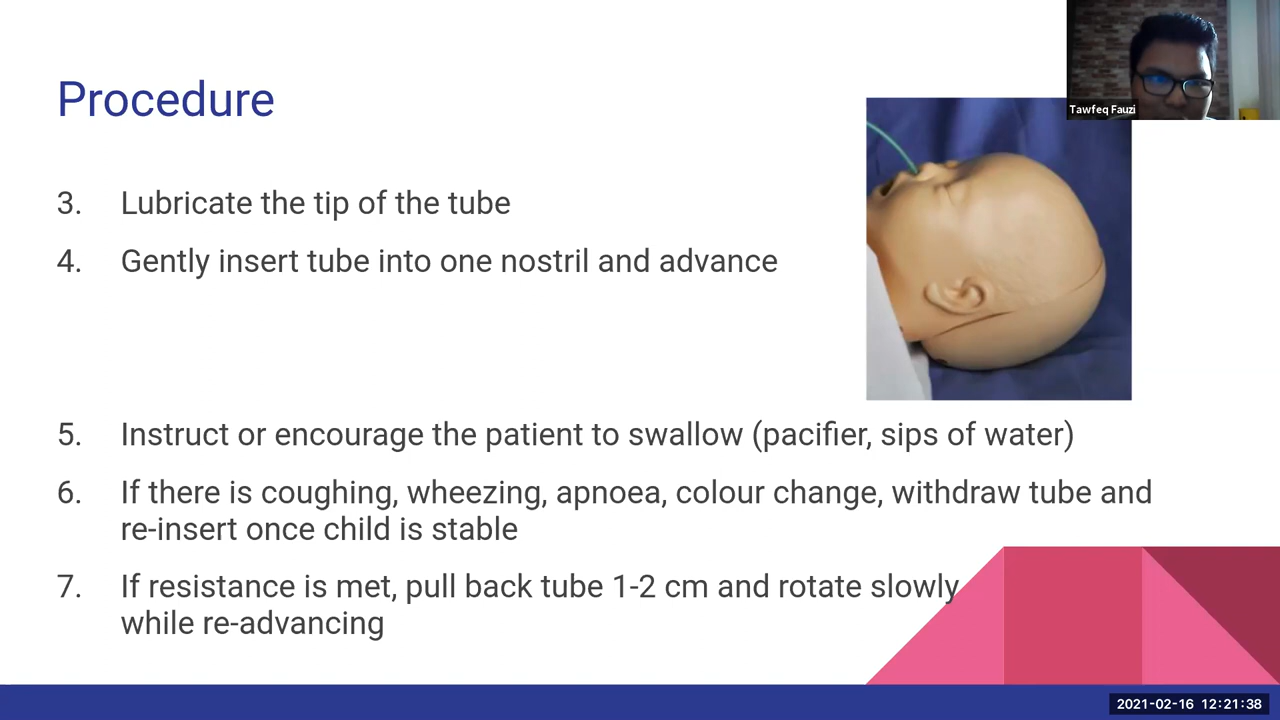 Procedure
Tawfeq Fauzi
3. Lubricate the tip of the tube
4. Gently insert tube into one nostril and advance
5. Instruct or encourage the patient to swallow (pacifier, sips of water)
6. If there is coughing, wheezing, apnoea, colour change, withdraw tube and
re-insert once child is stable
7. If resistance is met, pull back tube 1-2 cm and rotate slowly
while re-advancing
2021-02-16 12:21:38